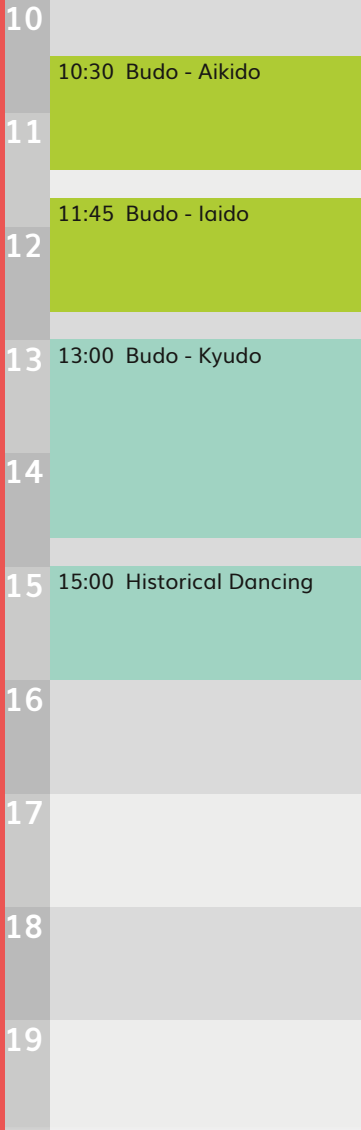 10
10:30 Budo - Aikido
11
11:45 Budo - Iaido
12
13 13:00 Budo - Kyudo
14
15 15:00 Historical Dancing
16
17
18
19